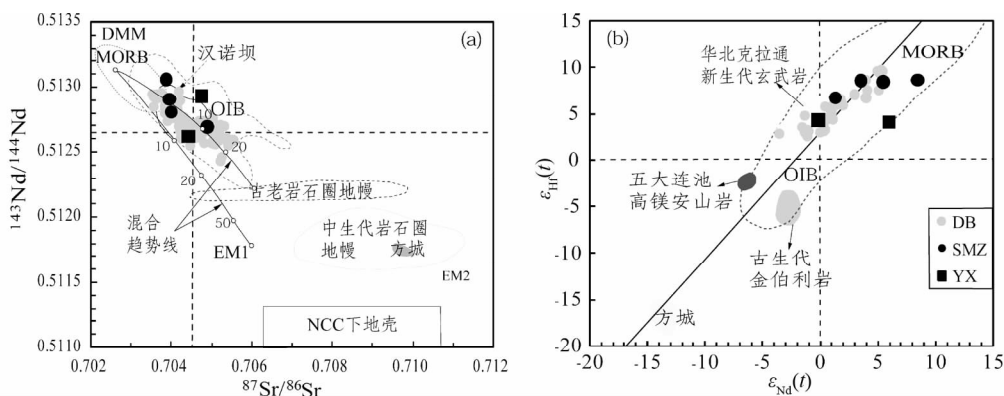 (a)
0.5135
0.5130
0.5125
0.5120
0.5115
0.5110
¹⁴³Nd/¹⁴⁴Nd
DMM
MORB
汉诺坝
OIB
10
20
10
20
50
古老岩石圈地幔
混合
趋势线
EM1
中生代岩石圈
地幔
方城
EM2
NCC下地壳
0.702
0.704
0.706
0.708
0.710
0.712
⁸⁷Sr/⁸⁶Sr
(b)
15
10
5
0
-5
-10
-15
-20
εHf(t)
MORB
华北克拉通
新生代玄武岩
OIB
五大连池
高镁安山岩
古生代
金伯利岩
方城
DB
SMZ
YX
-20
-15
-10
-5
0
5
10
15
εNd(t)